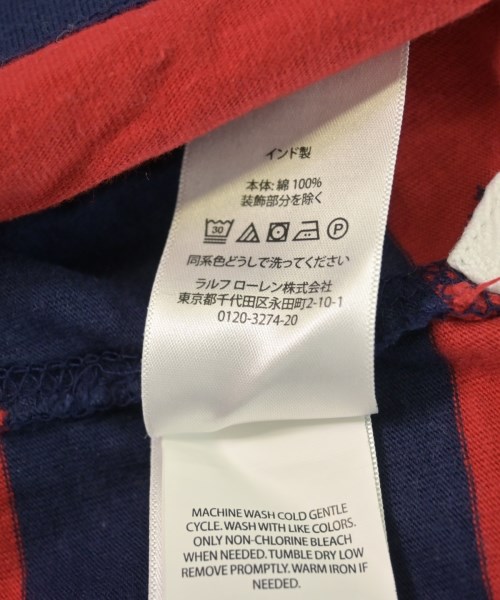 インド製
本体: 綿 100%
装飾部分を除く
30 P
同系色どうしで洗ってください
ラルフ ローレン株式会社
東京都千代田区永田町2-10-1
0120-3274-20
MACHINE WASH COLD GENTLE
CYCLE. WASH WITH LIKE COLORS.
ONLY NON-CHLORINE BLEACH
WHEN NEEDED. TUMBLE DRY LOW
REMOVE PROMPTLY. WARM IRON IF
NEEDED.